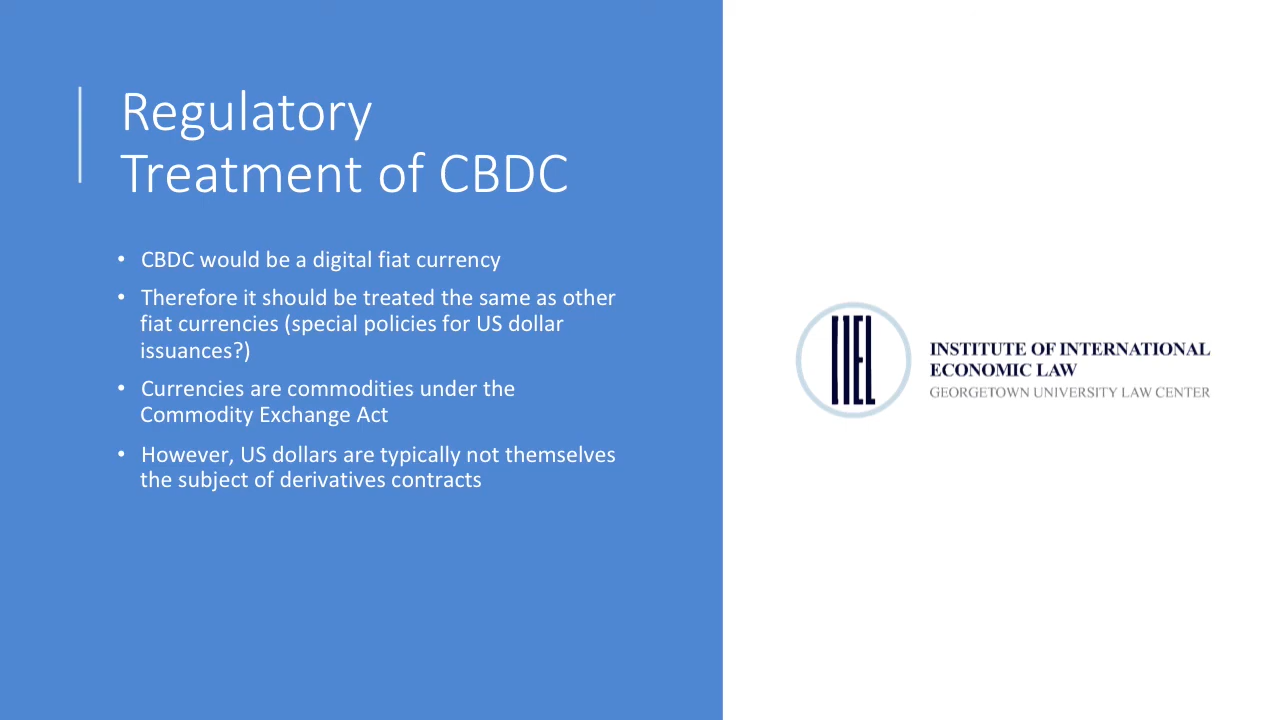 Regulatory
Treatment of CBDC
• CBDC would be a digital fiat currency
• Therefore it should be treated the same as other
fiat currencies (special policies for US dollar
issuances?)
• Currencies are commodities under the
Commodity Exchange Act
• However, US dollars are typically not themselves
the subject of derivatives contracts
IIEL
INSTITUTE OF INTERNATIONAL
ECONOMIC LAW
GEORGETOWN UNIVERSITY LAW CENTER